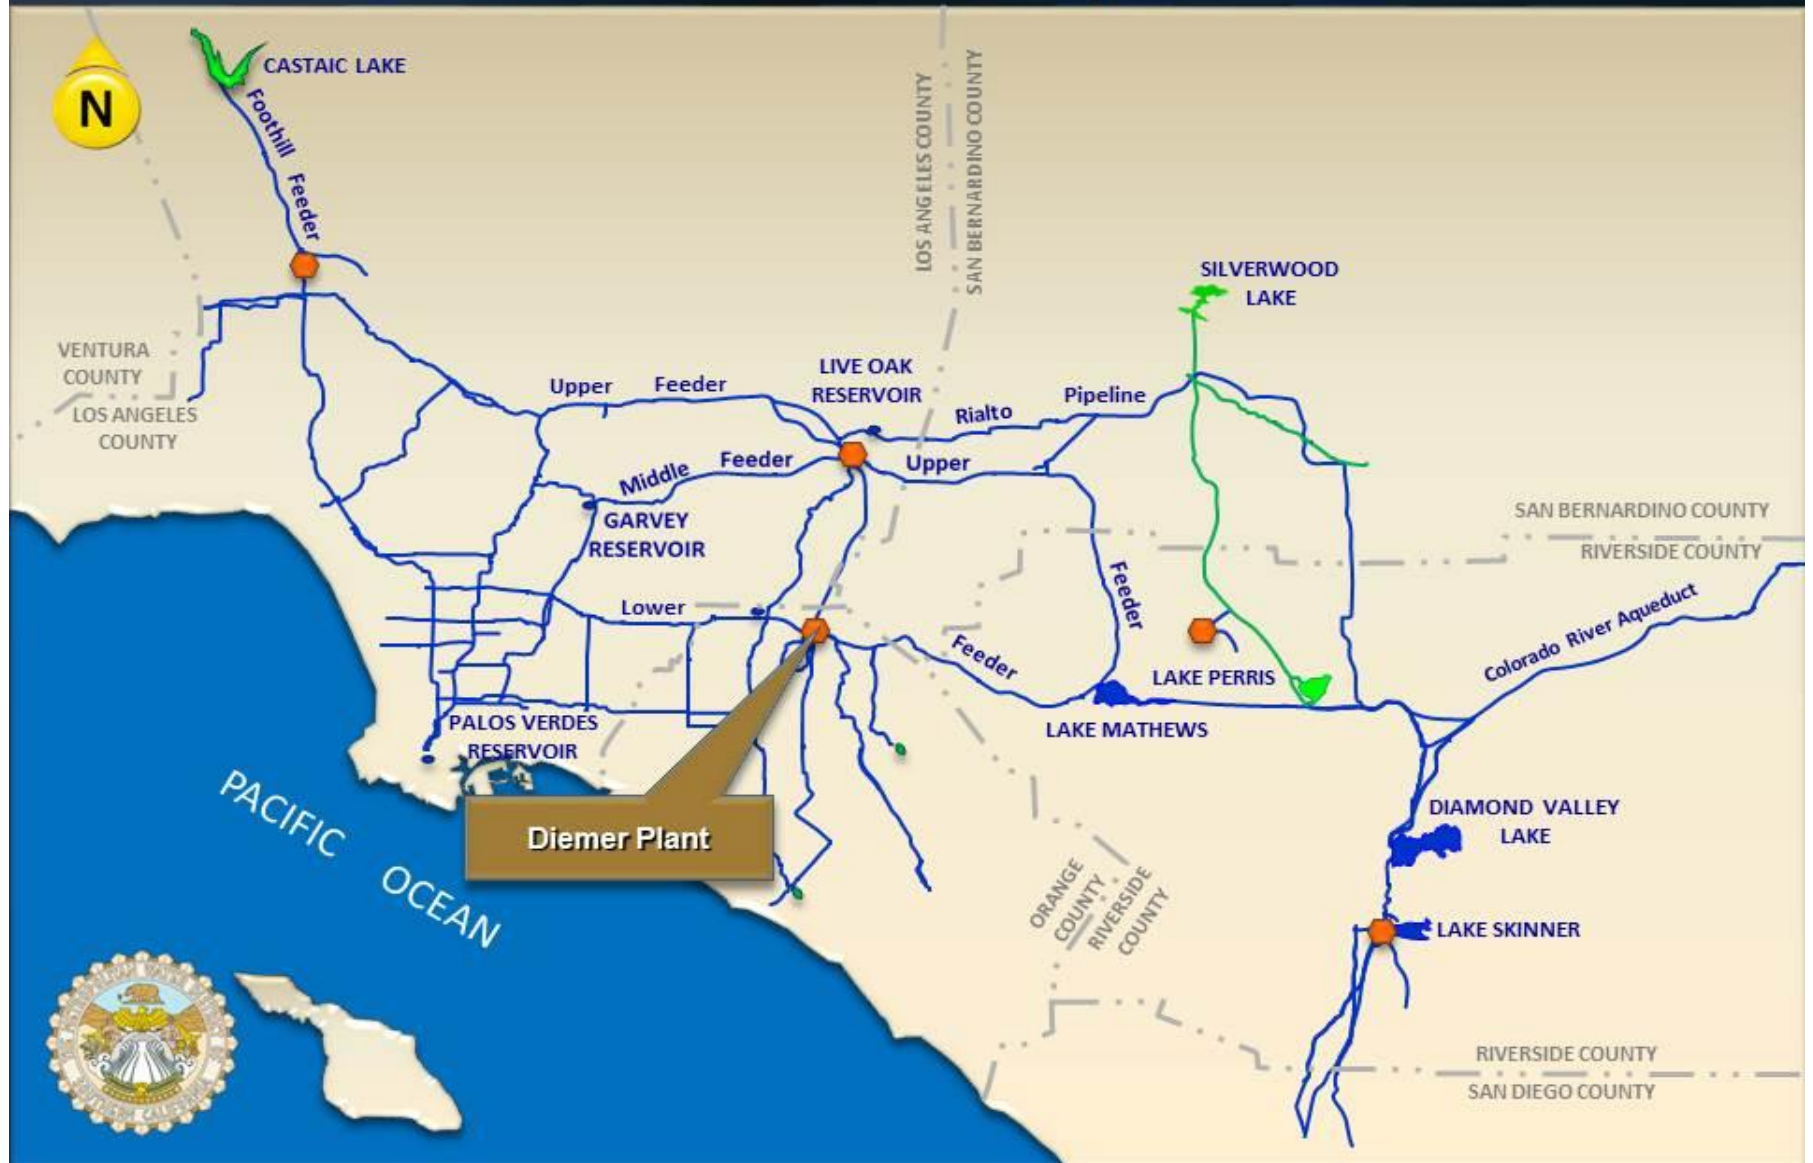 N
CASTAIC LAKE
Foothill Feeder
LOS ANGELES COUNTY
SAN BERNARDINO COUNTY
SILVERWOOD
LAKE
VENTURA
COUNTY
LOS ANGELES
COUNTY
LIVE OAK
RESERVOIR
Upper Feeder
Rialto Pipeline
Middle Feeder
Upper
Feeder
GARVEY
RESERVOIR
SAN BERNARDINO COUNTY
RIVERSIDE COUNTY
Lower
Feeder
Colorado River Aqueduct
LAKE PERRIS
LAKE MATHEWS
PALOS VERDES
RESERVOIR
PACIFIC OCEAN
Diemer Plant
DIAMOND VALLEY
LAKE
ORANGE
COUNTY
RIVERSIDE
COUNTY
LAKE SKINNER
RIVERSIDE COUNTY
SAN DIEGO COUNTY